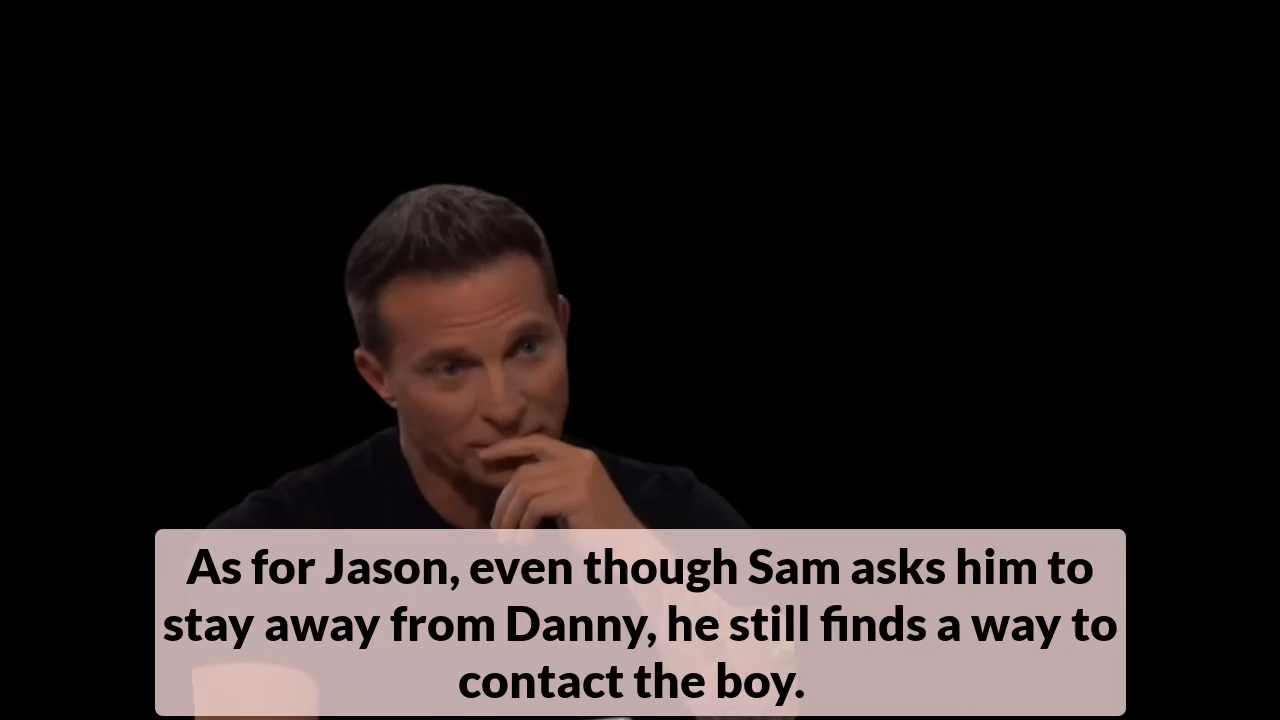 As for Jason, even though Sam asks him to
stay away from Danny, he still finds a way to
contact the boy.